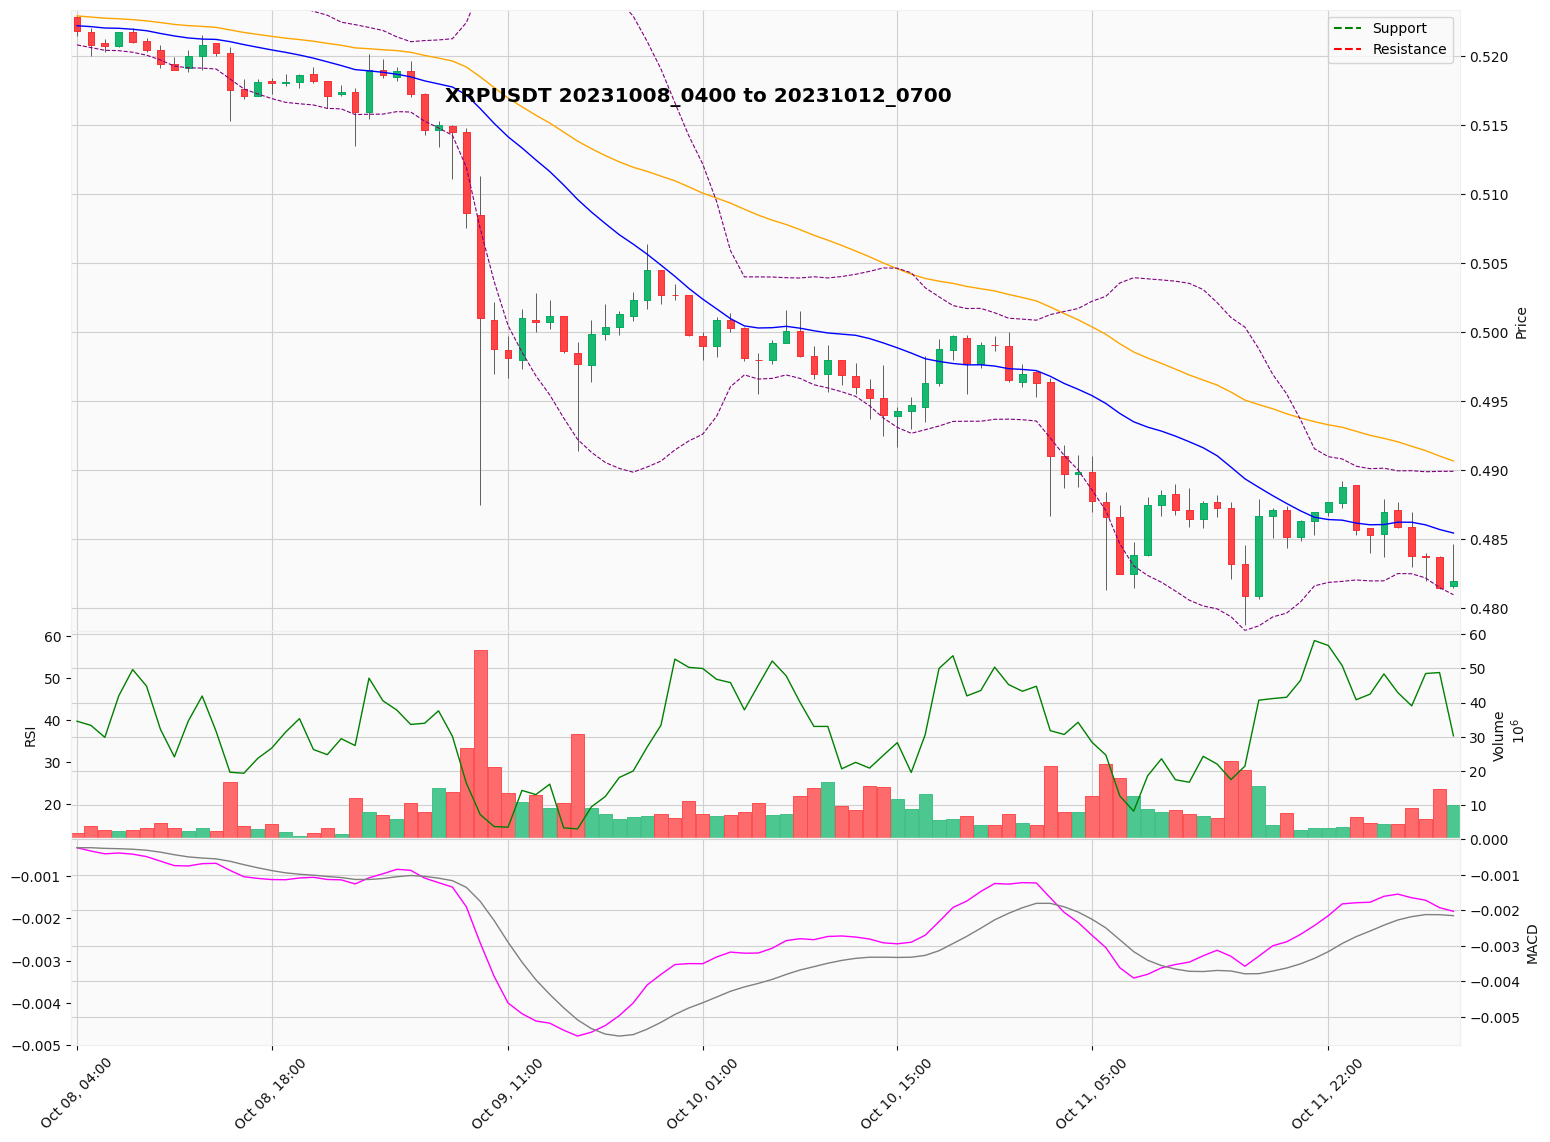 Support
Resistance
XRPUSDT 20231008_0400 to 20231012_0700
0.520
0.515
0.510
0.505
0.500
0.495
0.490
0.485
0.480
Price
60
50
40
30
20
RSI
60
50
40
30
20
10
0.000
Volume
10^6
−0.001
−0.002
−0.003
−0.004
−0.005
−0.001
−0.002
−0.003
−0.004
−0.005
MACD
Oct 08, 04:00
Oct 08, 18:00
Oct 09, 11:00
Oct 10, 01:00
Oct 10, 15:00
Oct 11, 05:00
Oct 11, 22:00